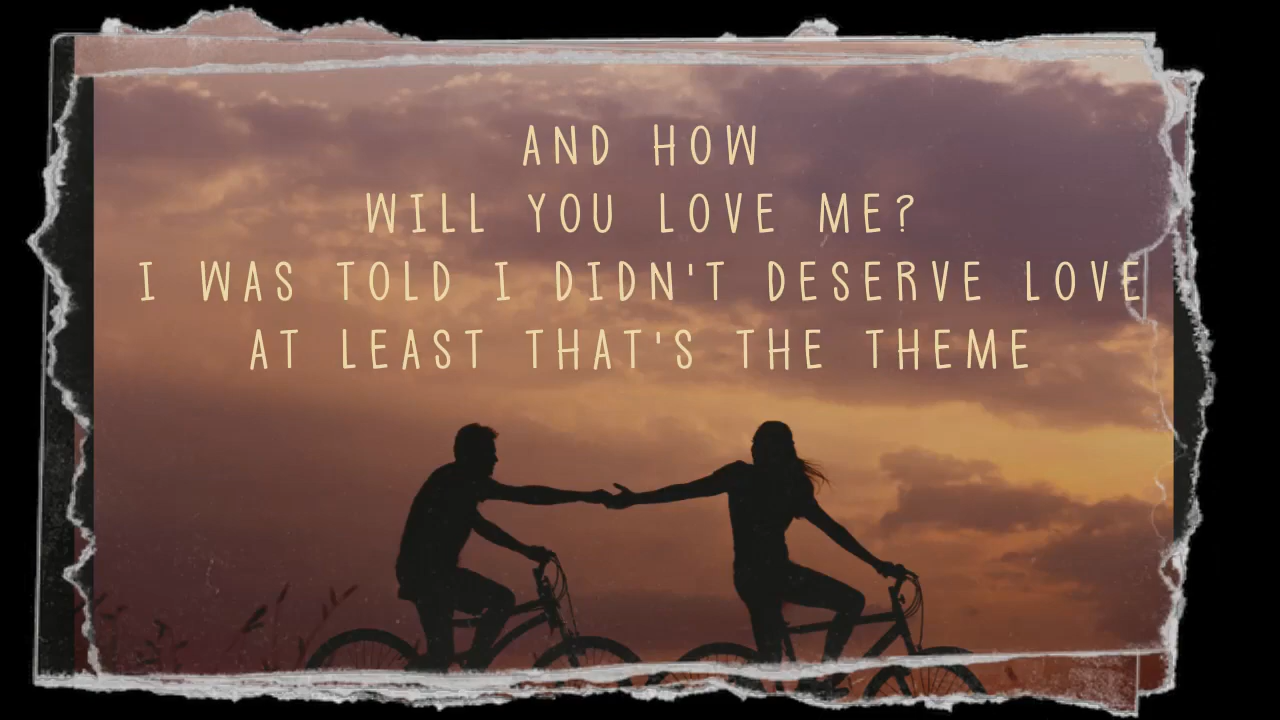 AND HOW
WILL YOU LOVE ME?
I WAS TOLD I DIDN'T DESERVE LOVE
AT LEAST THAT'S THE THEME